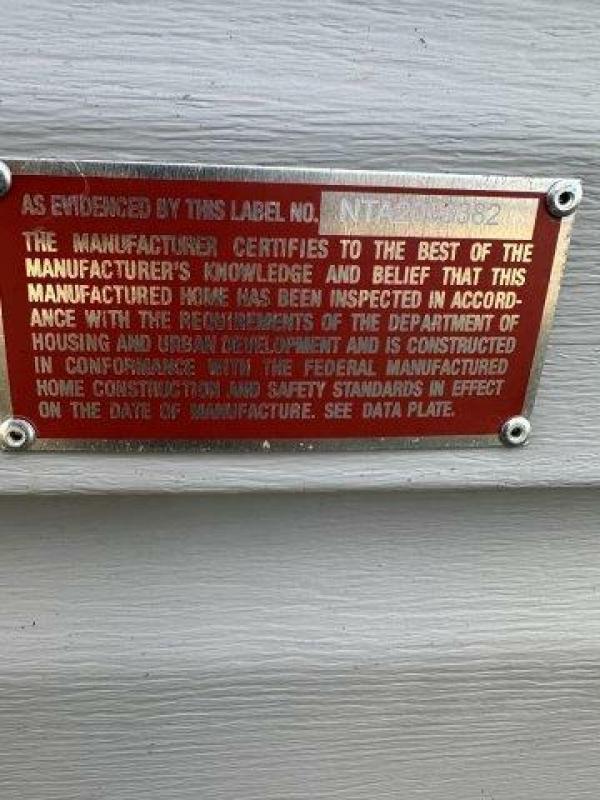 AS EVIDENCED BY THIS LABEL NO.
THE MANUFACTURER CERTIFIES TO THE BEST OF THE
MANUFACTURER'S KNOWLEDGE AND BELIEF THAT THIS
MANUFACTURED HOME HAS BEEN INSPECTED IN ACCORD-
ANCE WITH THE REQUIREMENTS OF THE DEPARTMENT OF
HOUSING AND URBAN DEVELOPMENT AND IS CONSTRUCTED
IN CONFORMANCE WITH THE FEDERAL MANUFACTURED
HOME CONSTRUCTION AND SAFETY STANDARDS IN EFFECT
ON THE DATE OF MANUFACTURE. SEE DATA PLATE.